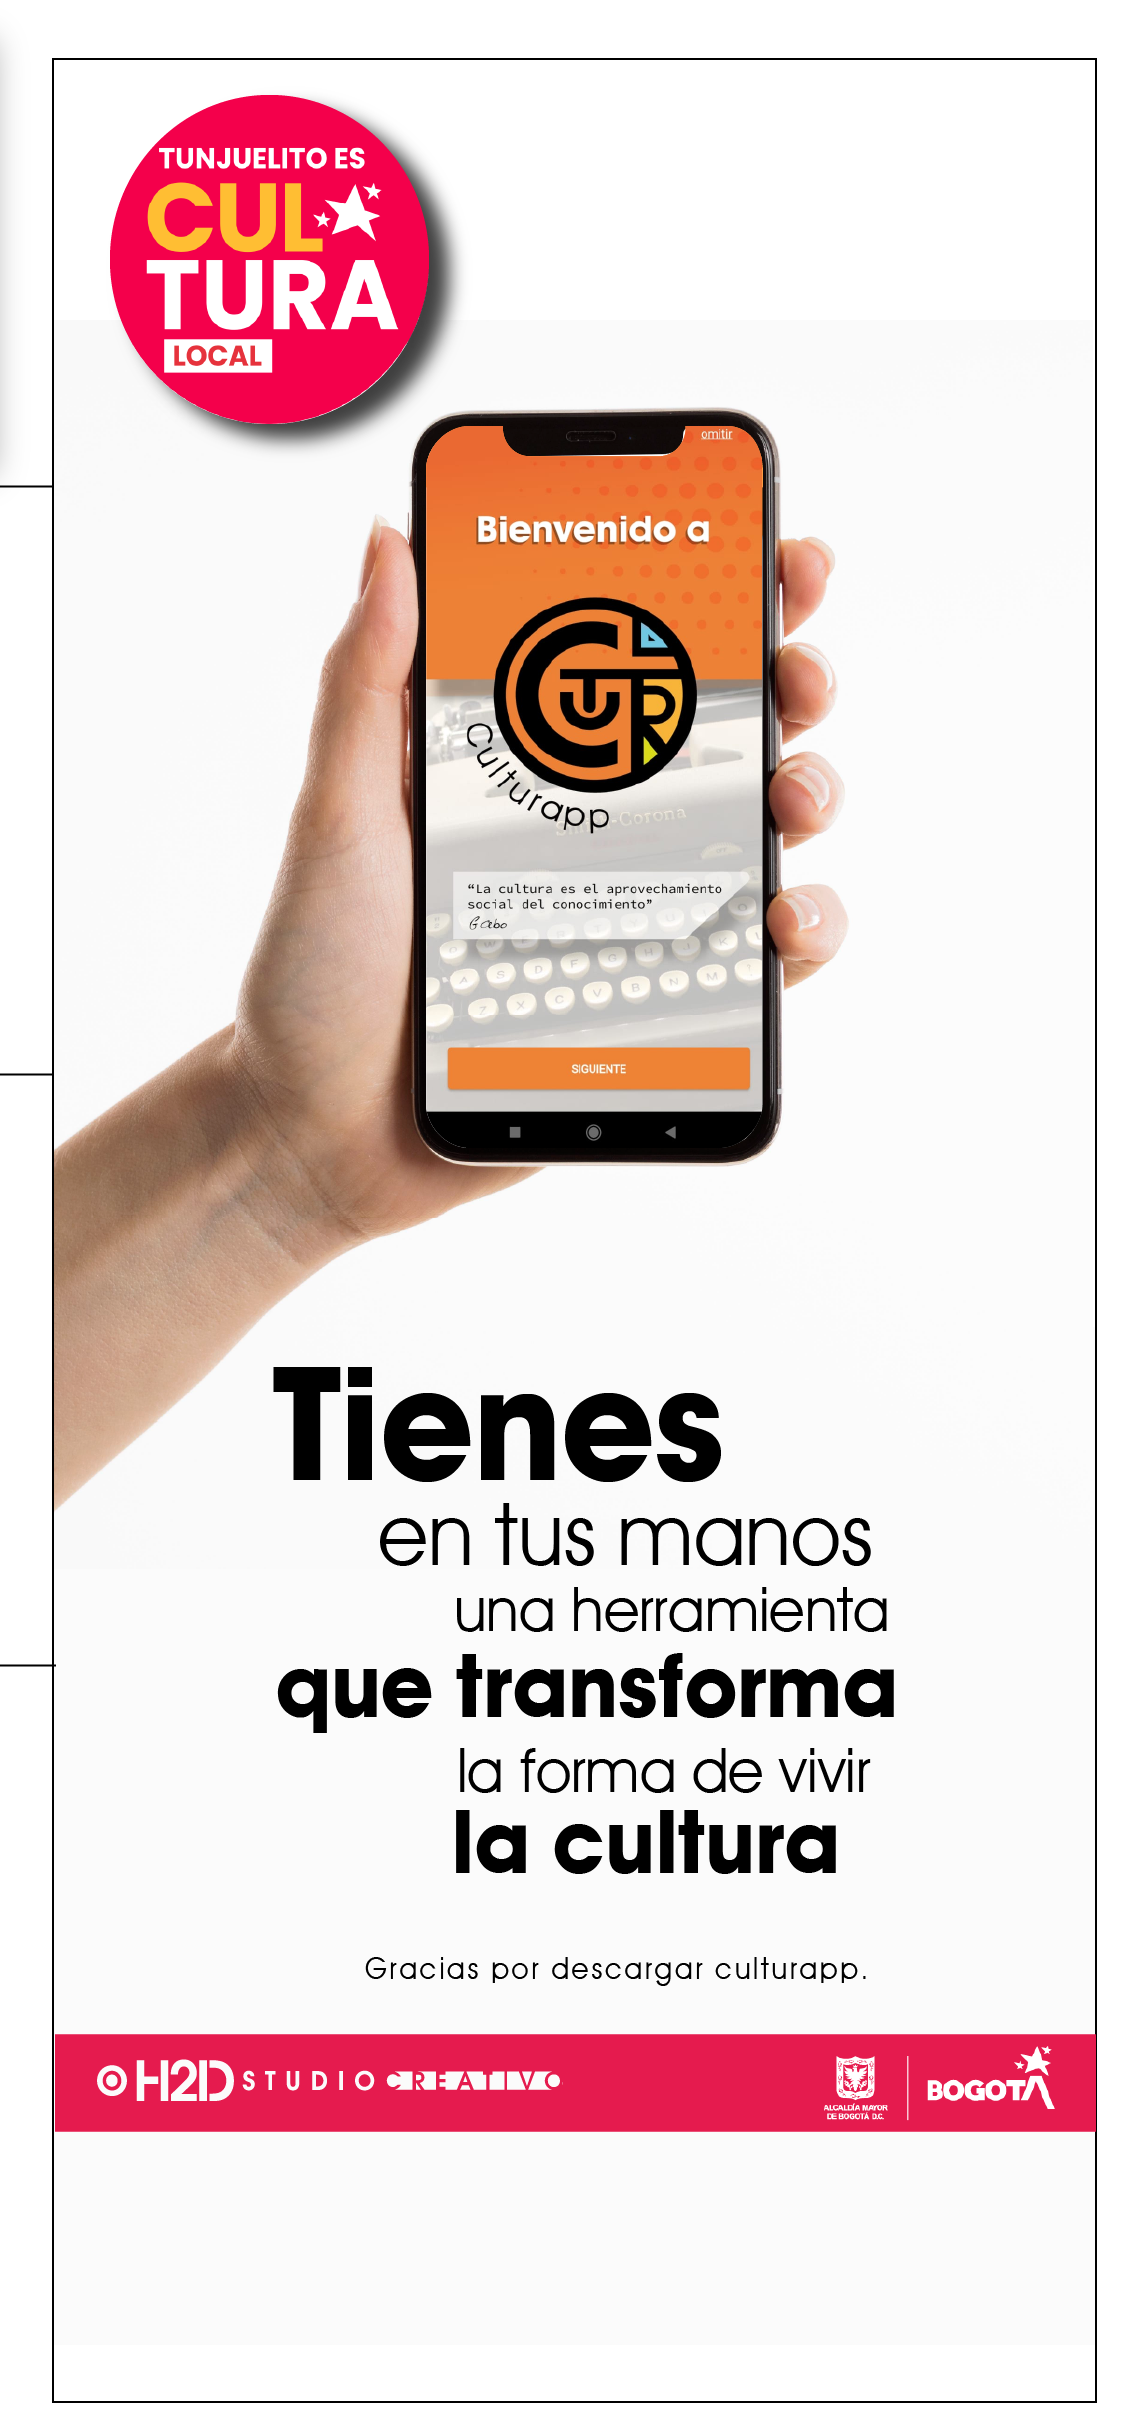 TUNJUELITO ES
CUL
TURA
LOCAL
omitir
Bienvenido a
CTUR
Culturapp
Smith-Corona
“La cultura es el aprovechamiento
social del conocimiento”
Gabo
SIGUIENTE
Tienes
en tus manos
una herramienta
que transforma
la forma de vivir
la cultura
Gracias por descargar culturapp.
H2D STUDIO CREATIVO
ALCALDÍA MAYOR
DE BOGOTÁ D.C.
BOGOTÁ